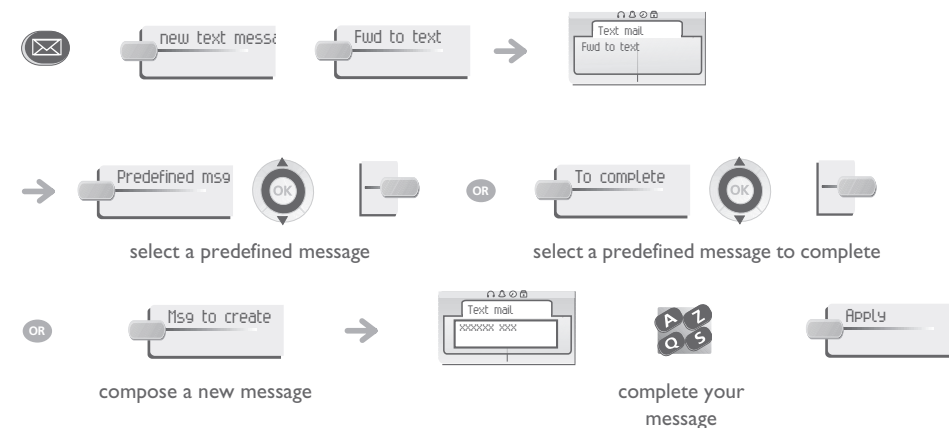 new text messa
Fwd to text
Text mail
Fwd to text
Predefined msg
OK
OR
To complete
OK
select a predefined message
select a predefined message to complete
OR
Msg to create
Text mail
xxxxxx xxx
A Z
Q S
Apply
compose a new message
complete your
message